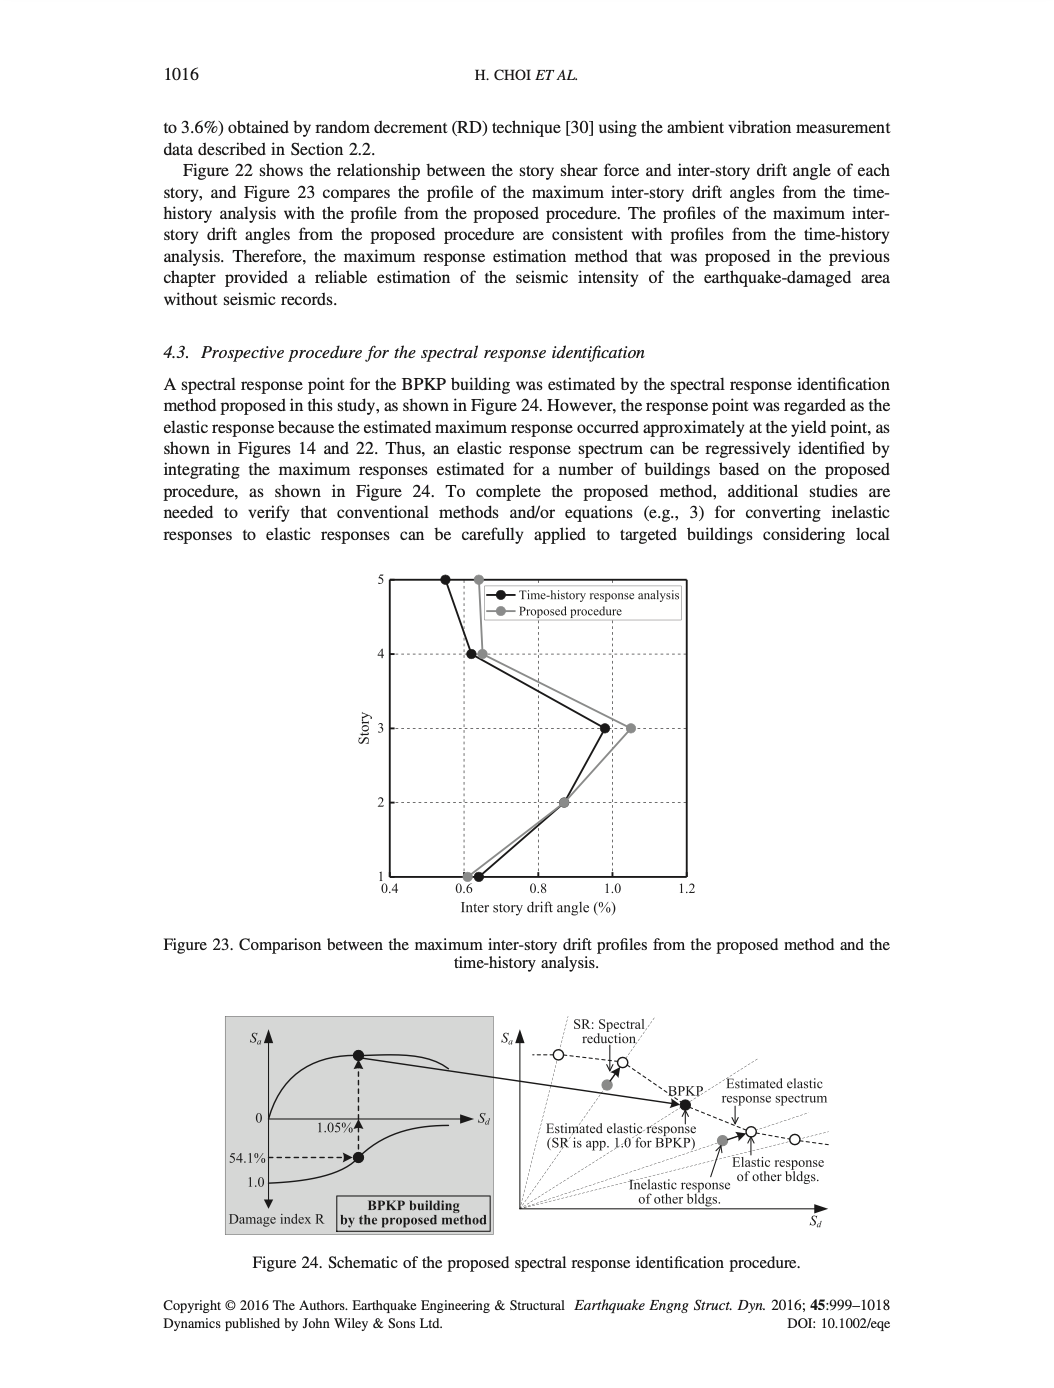 1016
H. CHOI ET AL.
to 3.6%) obtained by random decrement (RD) technique [30] using the ambient vibration measurement
data described in Section 2.2.
Figure 22 shows the relationship between the story shear force and inter-story drift angle of each
story, and Figure 23 compares the profile of the maximum inter-story drift angles from the time-
history analysis with the profile from the proposed procedure. The profiles of the maximum inter-
story drift angles from the proposed procedure are consistent with profiles from the time-history
analysis. Therefore, the maximum response estimation method that was proposed in the previous
chapter provided a reliable estimation of the seismic intensity of the earthquake-damaged area
without seismic records.
4.3. Prospective procedure for the spectral response identification
A spectral response point for the BPKP building was estimated by the spectral response identification
method proposed in this study, as shown in Figure 24. However, the response point was regarded as the
elastic response because the estimated maximum response occurred approximately at the yield point, as
shown in Figures 14 and 22. Thus, an elastic response spectrum can be regressively identified by
integrating the maximum responses estimated for a number of buildings based on the proposed
procedure, as shown in Figure 24. To complete the proposed method, additional studies are
needed to verify that conventional methods and/or equations (e.g., 3) for converting inelastic
responses to elastic responses can be carefully applied to targeted buildings considering local
5
Time-history response analysis
Proposed procedure
4
Story
3
2
1
0.4 0.6 0.8 1.0 1.2
Inter story drift angle (%)
Figure 23. Comparison between the maximum inter-story drift profiles from the proposed method and the
time-history analysis.
Sa
0
Sd
1.05%
54.1%
1.0
Damage index R
BPKP building
by the proposed method
Sa
SR: Spectral
reduction
BPKP
Estimated elastic
response spectrum
Estimated elastic response
(SR is app. 1.0 for BPKP)
Elastic response
of other bldgs.
Inelastic response
of other bldgs.
Sd
Figure 24. Schematic of the proposed spectral response identification procedure.
Copyright © 2016 The Authors. Earthquake Engineering & Structural Earthquake Engng Struct. Dyn. 2016; 45:999–1018
Dynamics published by John Wiley & Sons Ltd. DOI: 10.1002/eqe